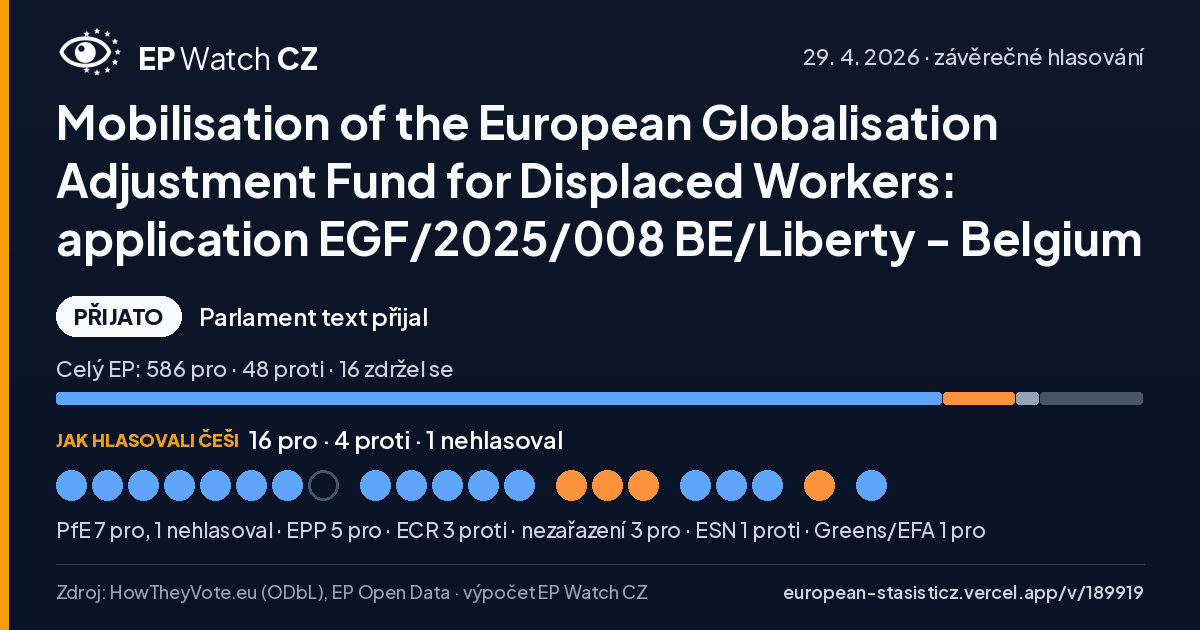 EP Watch CZ
29. 4. 2026 · závěrečné hlasování
Mobilisation of the European Globalisation
Adjustment Fund for Displaced Workers:
application EGF/2025/008 BE/Liberty – Belgium
PŘIJATO Parlament text přijal
Celý EP: 586 pro · 48 proti · 16 zdržel se
JAK HLASOVALI ČEŠI 16 pro · 4 proti · 1 nehlasoval
PfE 7 pro, 1 nehlasoval · EPP 5 pro · ECR 3 proti · nezařazení 3 pro · ESN 1 proti · Greens/EFA 1 pro
Zdroj: HowTheyVote.eu (ODbL), EP Open Data · výpočet EP Watch CZ
european-stasisticz.vercel.app/v/189919